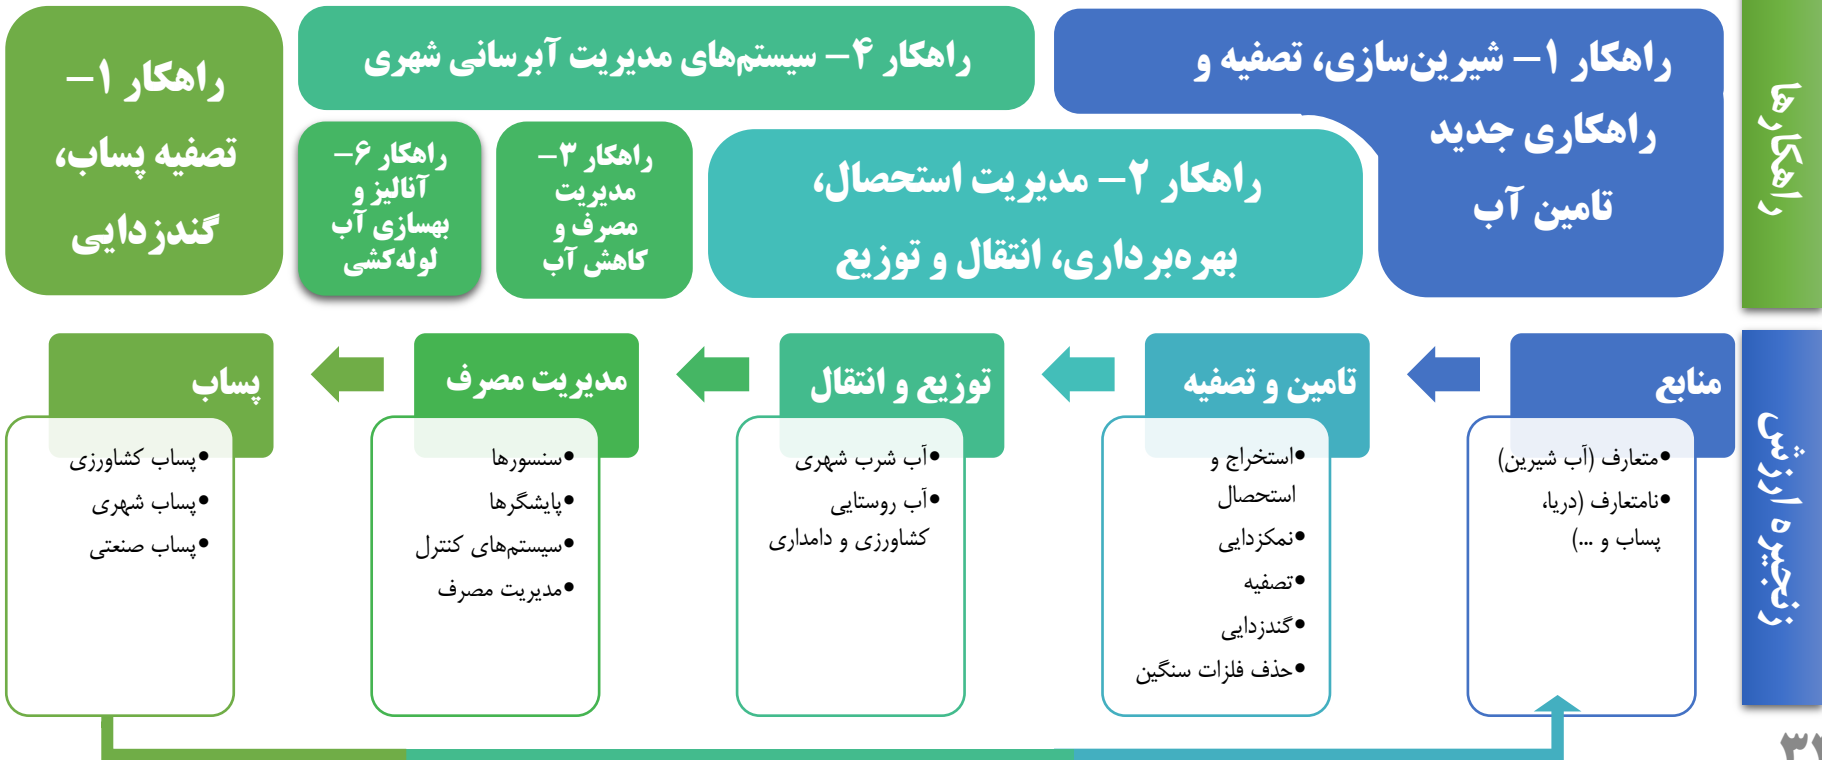 راهکارها
راهکار ۱- شیرین‌سازی، تصفیه و
راهکاری جدید
تامین آب
راهکار ۴- سیستم‌های مدیریت آبرسانی شهری
راهکار ۲- مدیریت استحصال،
بهره‌برداری، انتقال و توزیع
راهکار ۳-
مدیریت
مصرف و
کاهش آب
راهکار ۶-
آنالیز و
بهسازی آب
لوله‌کشی
راهکار ۱-
تصفیه پساب،
گندزدایی
زنجیره ارزش
منابع
•متعارف (آب شیرین)
•نامتعارف (دریا،
پساب و ...)
تامین و تصفیه
•استخراج و
استحصال
•نمکزدایی
•تصفیه
•گندزدایی
•حذف فلزات سنگین
توزیع و انتقال
•آب شرب شهری
•آب روستایی
کشاورزی و دامداری
مدیریت مصرف
•سنسورها
•پایشگرها
•سیستم‌های کنترل
•مدیریت مصرف
پساب
•پساب کشاورزی
•پساب شهری
•پساب صنعتی